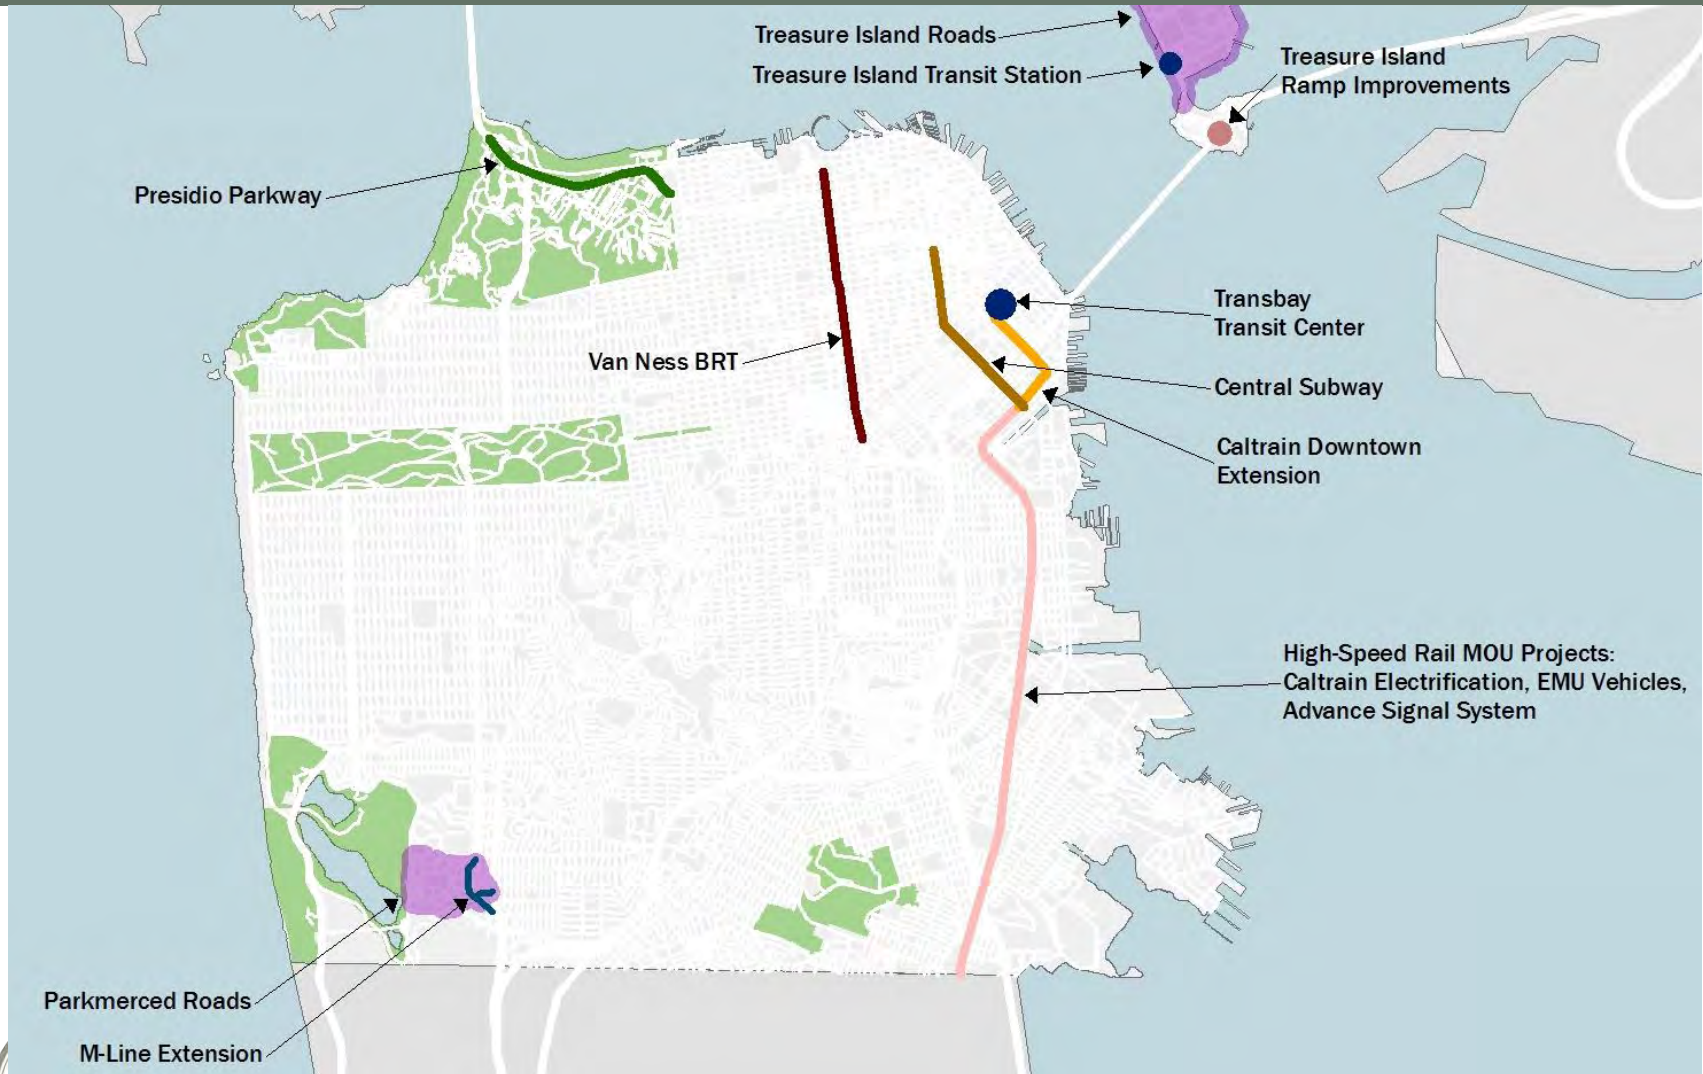 Treasure Island Roads
Treasure Island Transit Station
Treasure Island
Ramp Improvements
Presidio Parkway
Transbay
Transit Center
Van Ness BRT
Central Subway
Caltrain Downtown
Extension
High-Speed Rail MOU Projects:
Caltrain Electrification, EMU Vehicles,
Advance Signal System
Parkmerced Roads
M-Line Extension